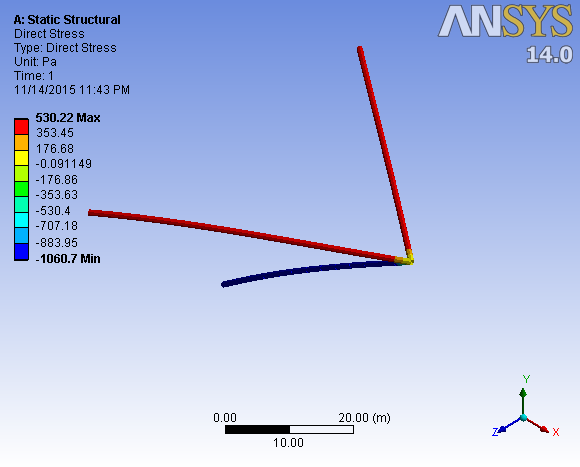 A: Static Structural
Direct Stress
Type: Direct Stress
Unit: Pa
Time: 1
11/14/2015 11:43 PM
ANSYS
14.0
530.22 Max
353.45
176.68
-0.091149
-176.86
-353.63
-530.4
-707.18
-883.95
-1060.7 Min
0.00 20.00 (m)
10.00
Y
Z X